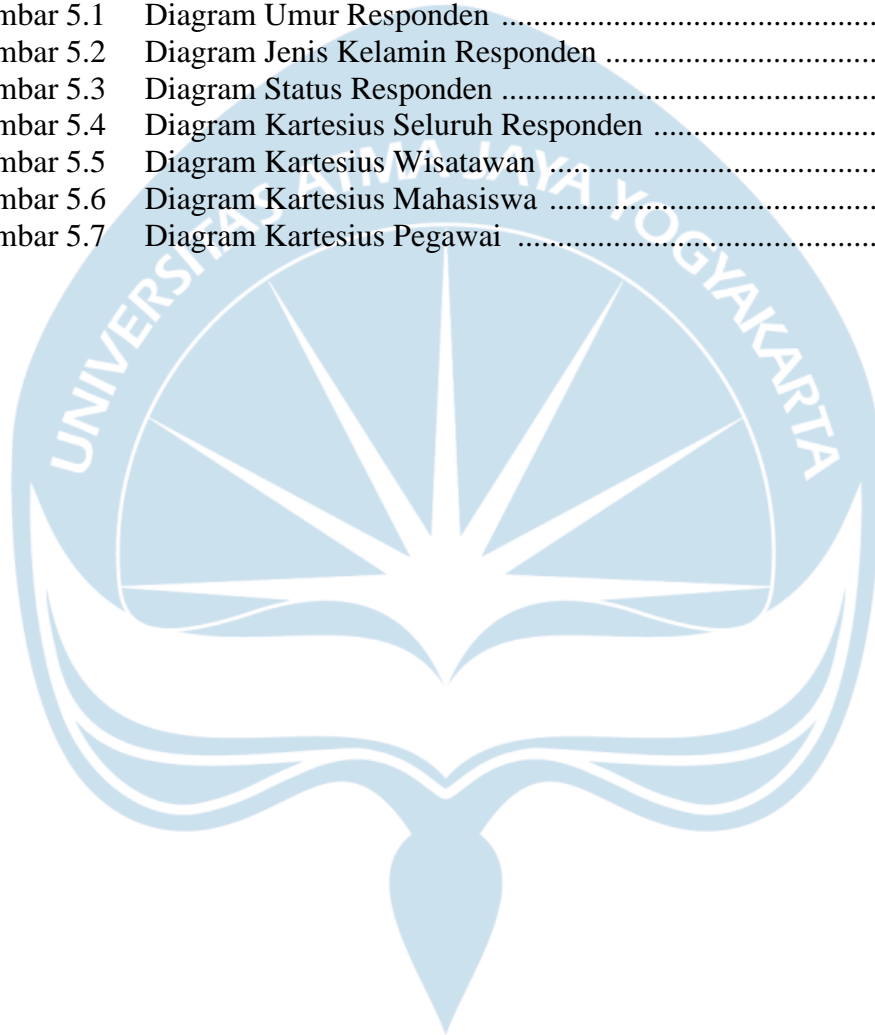 mbar 5.1 Diagram Umur Responden ..............................................
mbar 5.2 Diagram Jenis Kelamin Responden .................................
mbar 5.3 Diagram Status Responden ..............................................
mbar 5.4 Diagram Kartesius Seluruh Responden ...........................
mbar 5.5 Diagram Kartesius Wisatawan ........................................
mbar 5.6 Diagram Kartesius Mahasiswa ........................................
mbar 5.7 Diagram Kartesius Pegawai ............................................
UNIVERSITAS ATMA JAYA YOGYAKARTA